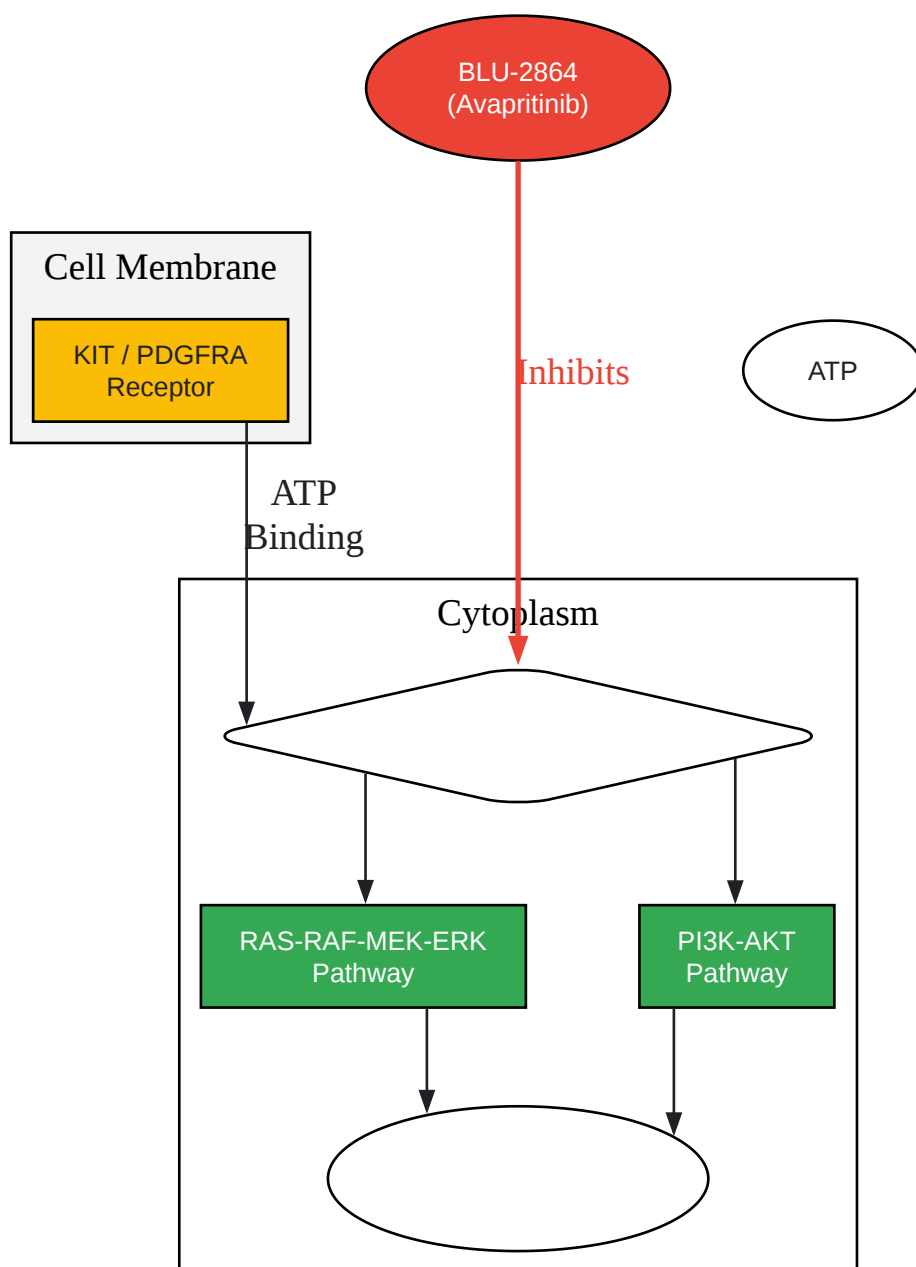 BLU-2864
(Avapritinib)
Cell Membrane
KIT / PDGFRA
Receptor
Inhibits
ATP
ATP
Binding
Cytoplasm
RAS-RAF-MEK-ERK
Pathway
PI3K-AKT
Pathway